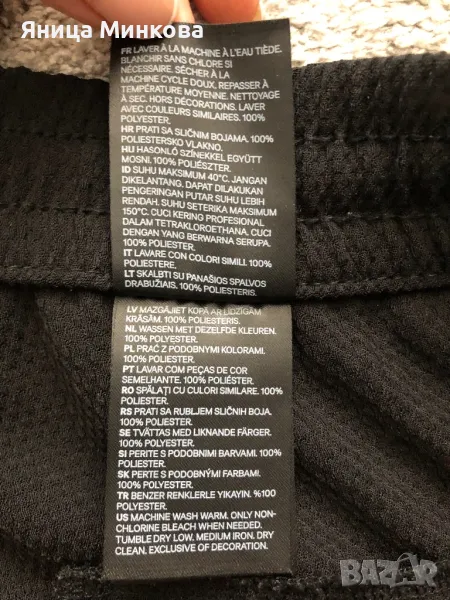 Яница Минкова
FR LAVER À LA MACHINE À L'EAU TIÈDE.
BLANCHIR SANS CHLORE SI
NÉCESSAIRE. SÉCHER À LA
MACHINE CYCLE DOUX. REPASSER À
TEMPÉRATURE MOYENNE. NETTOYAGE
À SEC. HORS DÉCORATIONS. LAVER
AVEC COULEURS SIMILAIRES. 100%
POLYESTER.
HR PRATI SA SLIČNIM BOJAMA. 100%
POLIESTERSKO VLAKNO.
HU HASONLÓ SZÍNEKKEL EGYÜTT
MOSNI. 100% POLIÉSZTER.
ID SUHU MAKSIMUM 40°C. JANGAN
DIKELANTANG. DAPAT DILAKUKAN
PENGERINGAN PUTAR SUHU LEBIH
RENDAH. SUHU SETERIKA MAKSIMUM
150°C. CUCI KERING PROFESIONAL
DALAM TETRAKLOROETHANA. CUCI
DENGAN YANG BERWARNA SERUPA.
100% POLYESTER.
IT LAVARE CON COLORI SIMILI. 100%
POLIESTERE.
LT SKALBTI SU PANAŠIOS SPALVOS
DRABUŽIAIS. 100% POLIESTERIS.
LV MAZGĀJIET KOPĀ AR LĪDZĪGĀM
KRĀSĀM. 100% POLIESTERIS.
NL WASSEN MET DEZELFDE KLEUREN.
100% POLYESTER.
PL PRAĆ Z PODOBNYMI KOLORAMI.
100% POLIESTER.
PT LAVAR COM PEÇAS DE COR
SEMELHANTE. 100% POLIÉSTER.
RO SPĂLAȚI CU CULORI SIMILARE. 100%
POLIESTER.
RS PRATI SA RUBLJEM SLIČNIH BOJA.
100% POLIESTER.
SE TVÄTTAS MED LIKNANDE FÄRGER.
100% POLYESTER.
SI PERITE S PODOBNIMI BARVAMI. 100%
POLIESTER.
SK PERTE S PODOBNÝMI FARBAMI.
100% POLYESTER.
TR BENZER RENKLERLE YIKAYIN. %100
POLYESTER.
US MACHINE WASH WARM. ONLY NON-
CHLORINE BLEACH WHEN NEEDED.
TUMBLE DRY LOW. MEDIUM IRON. DRY
CLEAN. EXCLUSIVE OF DECORATION.
BAZAR